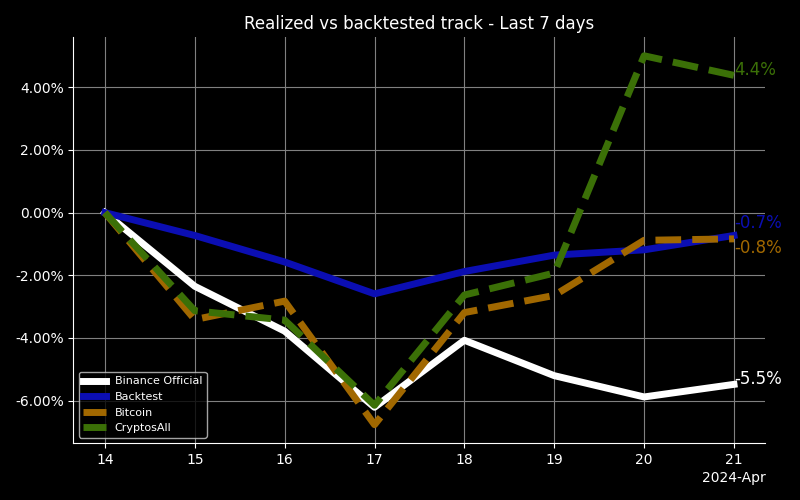 Realized vs backtested track - Last 7 days
4.00%
2.00%
0.00%
-2.00%
-4.00%
-6.00%
4.4%
-0.7%
-0.8%
-5.5%
Binance Official
Backtest
Bitcoin
CryptosAll
14 15 16 17 18 19 20 21
2024-Apr